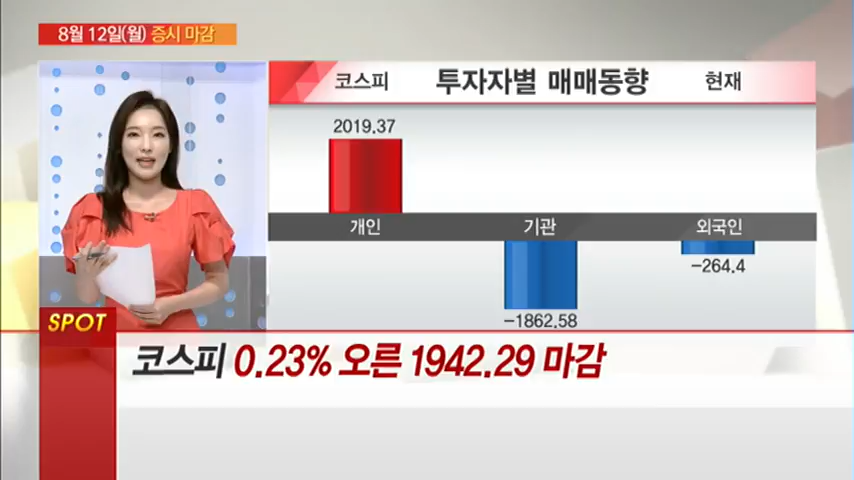 8월 12일(월) 증시 마감
코스피 투자자별 매매동향 현재
2019.37
개인 기관 외국인
-264.4
-1862.58
SPOT
코스피 0.23% 오른 1942.29 마감